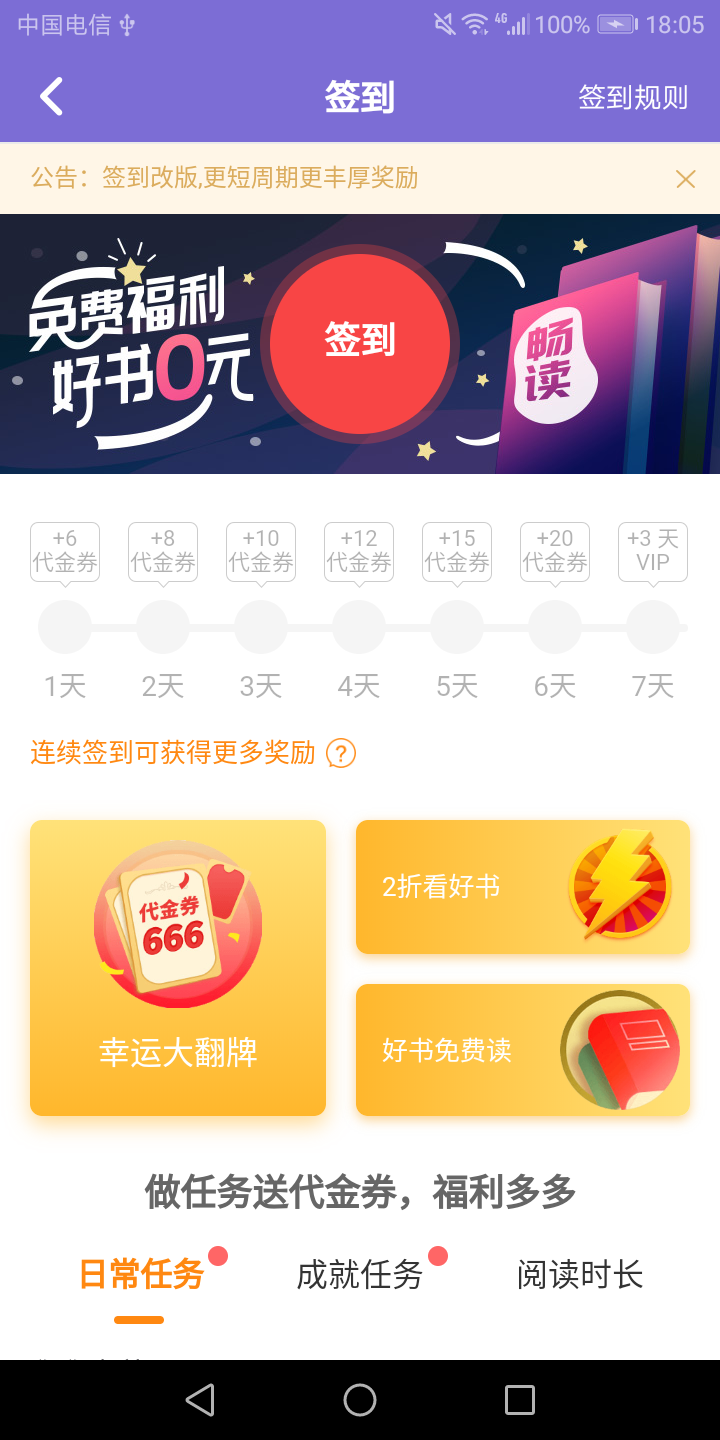 中国电信
4G 100% 18:05
签到
签到规则
公告：签到改版,更短周期更丰厚奖励
免费福利
好书0元
签到
畅读
+6
代金券
+8
代金券
+10
代金券
+12
代金券
+15
代金券
+20
代金券
+3 天
VIP
1天
2天
3天
4天
5天
6天
7天
连续签到可获得更多奖励 ?
代金券
666
幸运大翻牌
2折看好书
好书免费读
做任务送代金券，福利多多
日常任务
成就任务
阅读时长